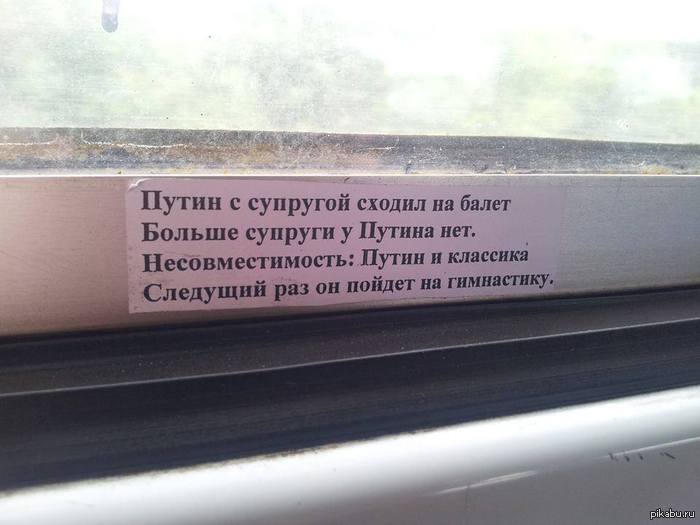 Путин с супругой сходил на балет
Больше супруги у Путина нет.
Несовместимость: Путин и классика
Следущий раз он пойдет на гимнастику.
pikabu.ru